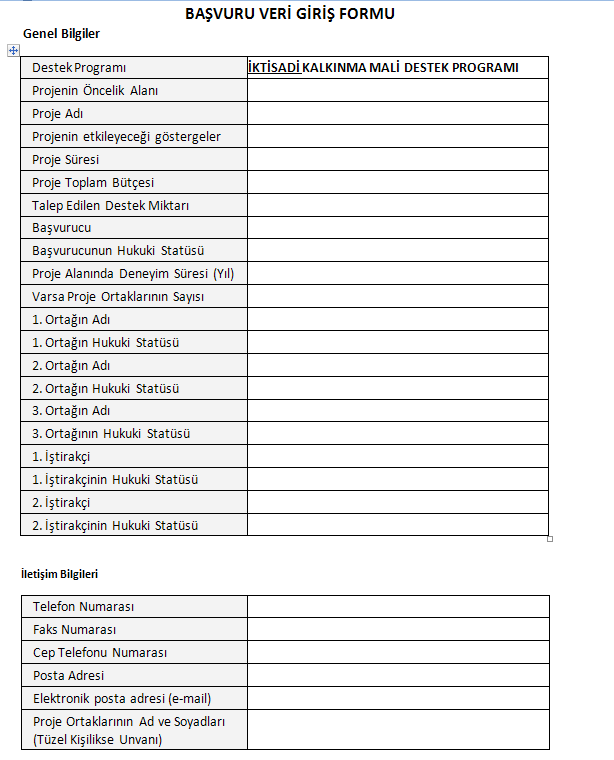 BAŞVURU VERİ GİRİŞ FORMU
Genel Bilgiler
Destek Programı İKTİSADİ KALKINMA MALİ DESTEK PROGRAMI
Projenin Öncelik Alanı
Proje Adı
Projenin etkileyeceği göstergeler
Proje Süresi
Proje Toplam Bütçesi
Talep Edilen Destek Miktarı
Başvurucu
Başvurucunun Hukuki Statüsü
Proje Alanında Deneyim Süresi (Yıl)
Varsa Proje Ortaklarının Sayısı
1. Ortağın Adı
1. Ortağın Hukuki Statüsü
2. Ortağın Adı
2. Ortağın Hukuki Statüsü
3. Ortağın Adı
3. Ortağının Hukuki Statüsü
1. İştirakçi
1. İştirakçinin Hukuki Statüsü
2. İştirakçi
2. İştirakçinin Hukuki Statüsü
İletişim Bilgileri
Telefon Numarası
Faks Numarası
Cep Telefonu Numarası
Posta Adresi
Elektronik posta adresi (e-mail)
Proje Ortaklarının Ad ve Soyadları
(Tüzel Kişilikse Unvanı)